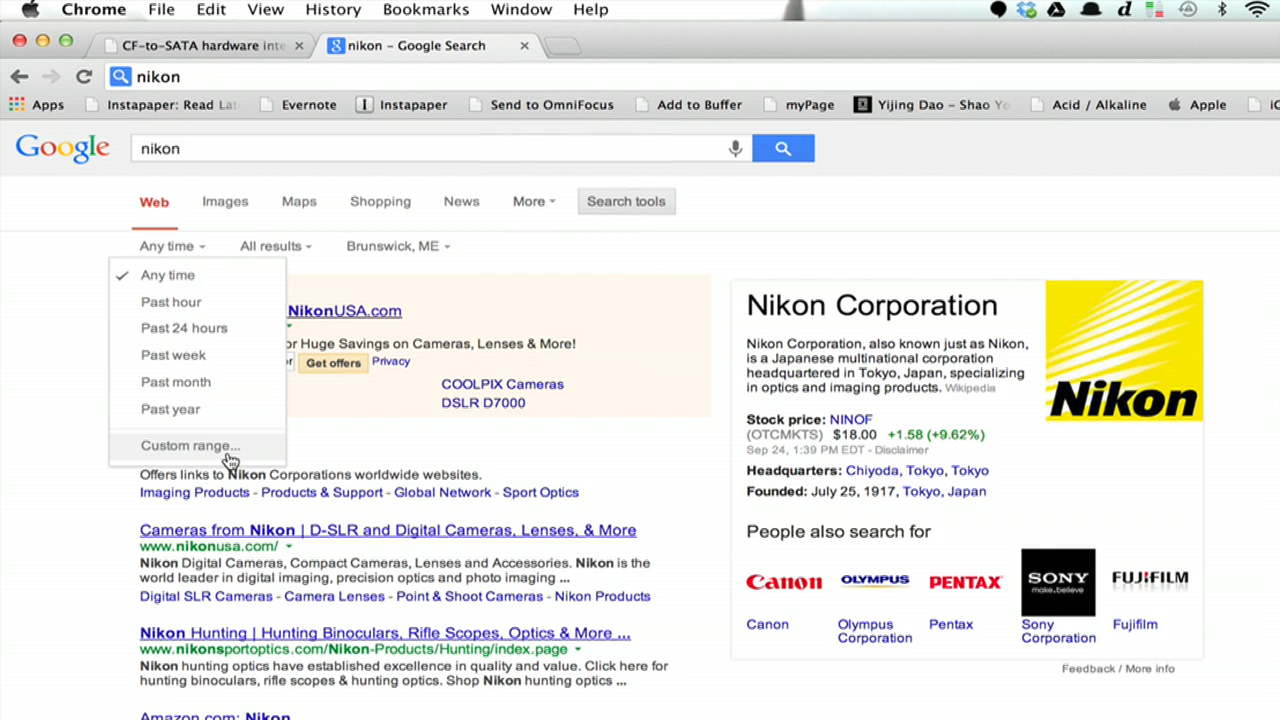 Chrome File Edit View History Bookmarks Window Help
CF-to-SATA hardware inte
nikon – Google Search
nikon
Apps Instapaper: Read Late Evernote Instapaper Send to OmniFocus Add to Buffer myPage Yijing Dao – Shao Yo Acid / Alkaline Apple
Google nikon
Web Images Maps Shopping News More Search tools
Any time All results Brunswick, ME
Any time
Past hour
Past 24 hours
Past week
Past month
Past year
Custom range...
NikonUSA.com
or Huge Savings on Cameras, Lenses & More!
Get offers Privacy
COOLPIX Cameras
DSLR D7000
Offers links to Nikon Corporations worldwide websites.
Imaging Products - Products & Support - Global Network - Sport Optics
Cameras from Nikon | D-SLR and Digital Cameras, Lenses, & More
www.nikonusa.com/
Nikon Digital Cameras, Compact Cameras, Lenses and Accessories. Nikon is the
world leader in digital imaging, precision optics and photo imaging ...
Digital SLR Cameras - Camera Lenses - Point & Shoot Cameras - Nikon Products
Nikon Hunting | Hunting Binoculars, Rifle Scopes, Optics & More ...
www.nikonsportoptics.com/Nikon-Products/Hunting/index.page
Nikon hunting optics have established excellence in quality and value. Click here for
hunting binoculars, rifle scopes & hunting optics. Shop Nikon hunting optics ...
Amazon.com: Nikon
Nikon Corporation
Nikon Corporation, also known just as Nikon,
is a Japanese multinational corporation
headquartered in Tokyo, Japan, specializing
in optics and imaging products. Wikipedia
Nikon
Stock price: NINOF
(OTCMKTS) $18.00 +1.58 (+9.62%)
Sep 24, 1:39 PM EDT - Disclaimer
Headquarters: Chiyoda, Tokyo, Tokyo
Founded: July 25, 1917, Tokyo, Japan
People also search for
Canon OLYMPUS PENTAX SONY FUJIFILM
make.believe
Canon Olympus Corporation Pentax Sony Corporation Fujifilm
Feedback / More info